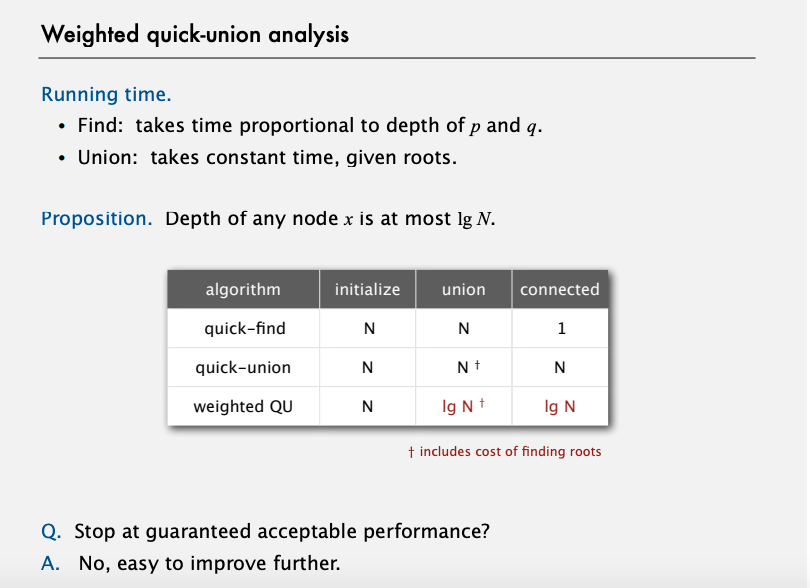 Weighted quick-union analysis
Running time.
• Find: takes time proportional to depth of p and q.
• Union: takes constant time, given roots.
Proposition. Depth of any node x is at most lg N.
algorithm initialize union connected
quick–find N N 1
quick–union N N † N
weighted QU N lg N † lg N
† includes cost of finding roots
Q. Stop at guaranteed acceptable performance?
A. No, easy to improve further.